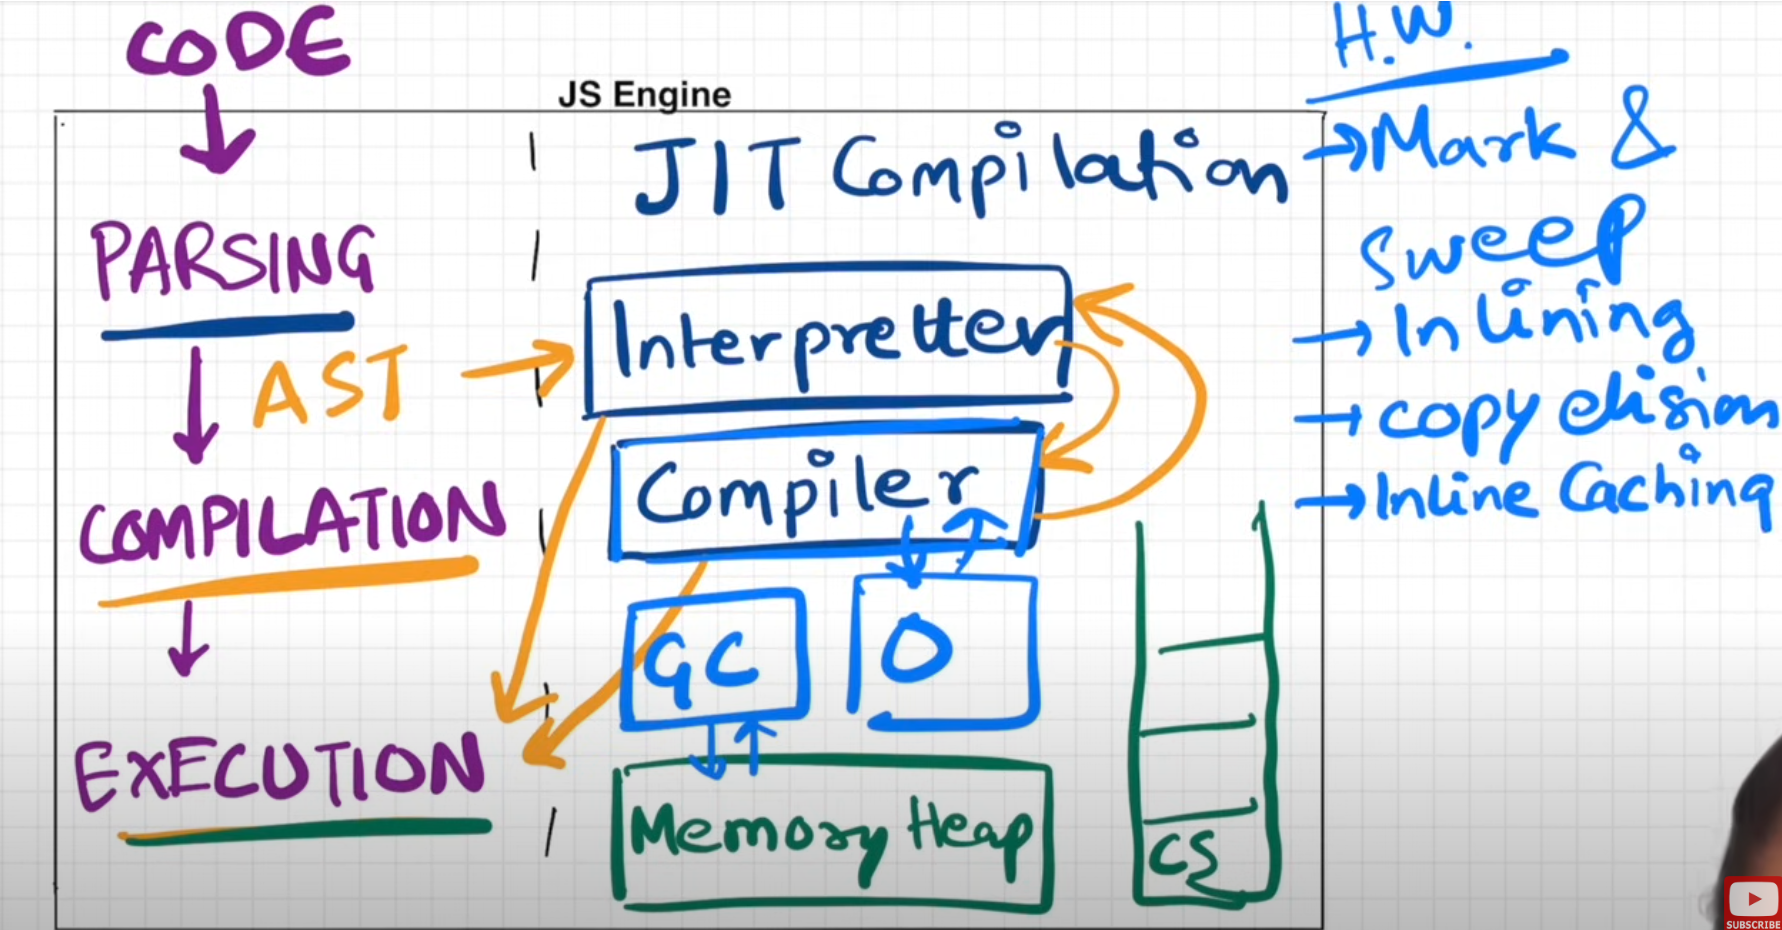 CODE
JS Engine
JIT Compilation
PARSING
AST
Interpretter
COMPILATION
Compiler
GC
O
EXECUTION
Memory Heap
CS
H.W.
→ Mark &
Sweep
→ Inlining
→ copy elision
→ Inline Caching
SUBSCRIBE